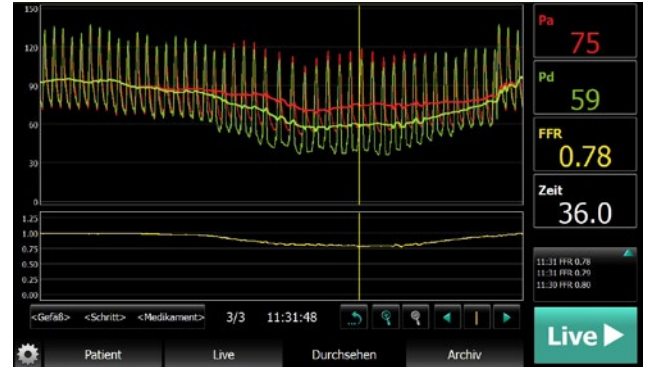 150
120
90
60
30
0
1.25
1.00
0.75
0.50
0.25
0.00
Pa
75
Pd
59
FFR
0.78
Zeit
36.0
11:31 FFR 0.78
11:31 FFR 0.79
11:30 FFR 0.80
<Gefäß> <Schritt> <Medikament> 3/3 11:31:48
Live
Patient Live Durchsehen Archiv